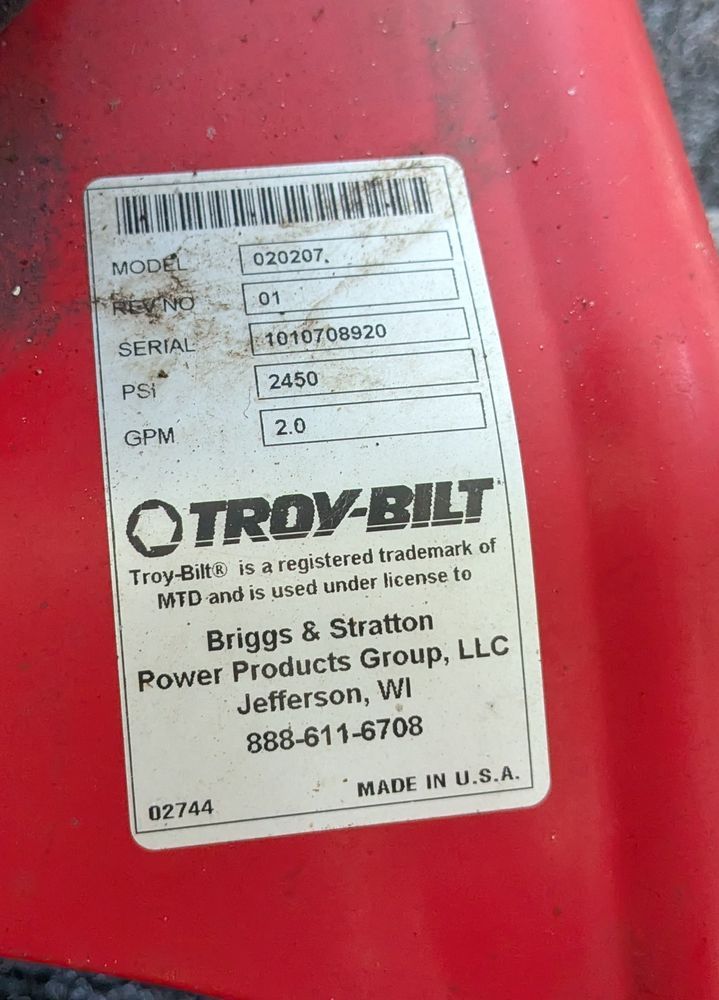 MODEL 020207.
REV NO 01
SERIAL 1010708920
PSI 2450
GPM 2.0
TROY-BILT
Troy-Bilt® is a registered trademark of
MTD and is used under license to
Briggs & Stratton
Power Products Group, LLC
Jefferson, WI
888-611-6708
02744 MADE IN U.S.A.